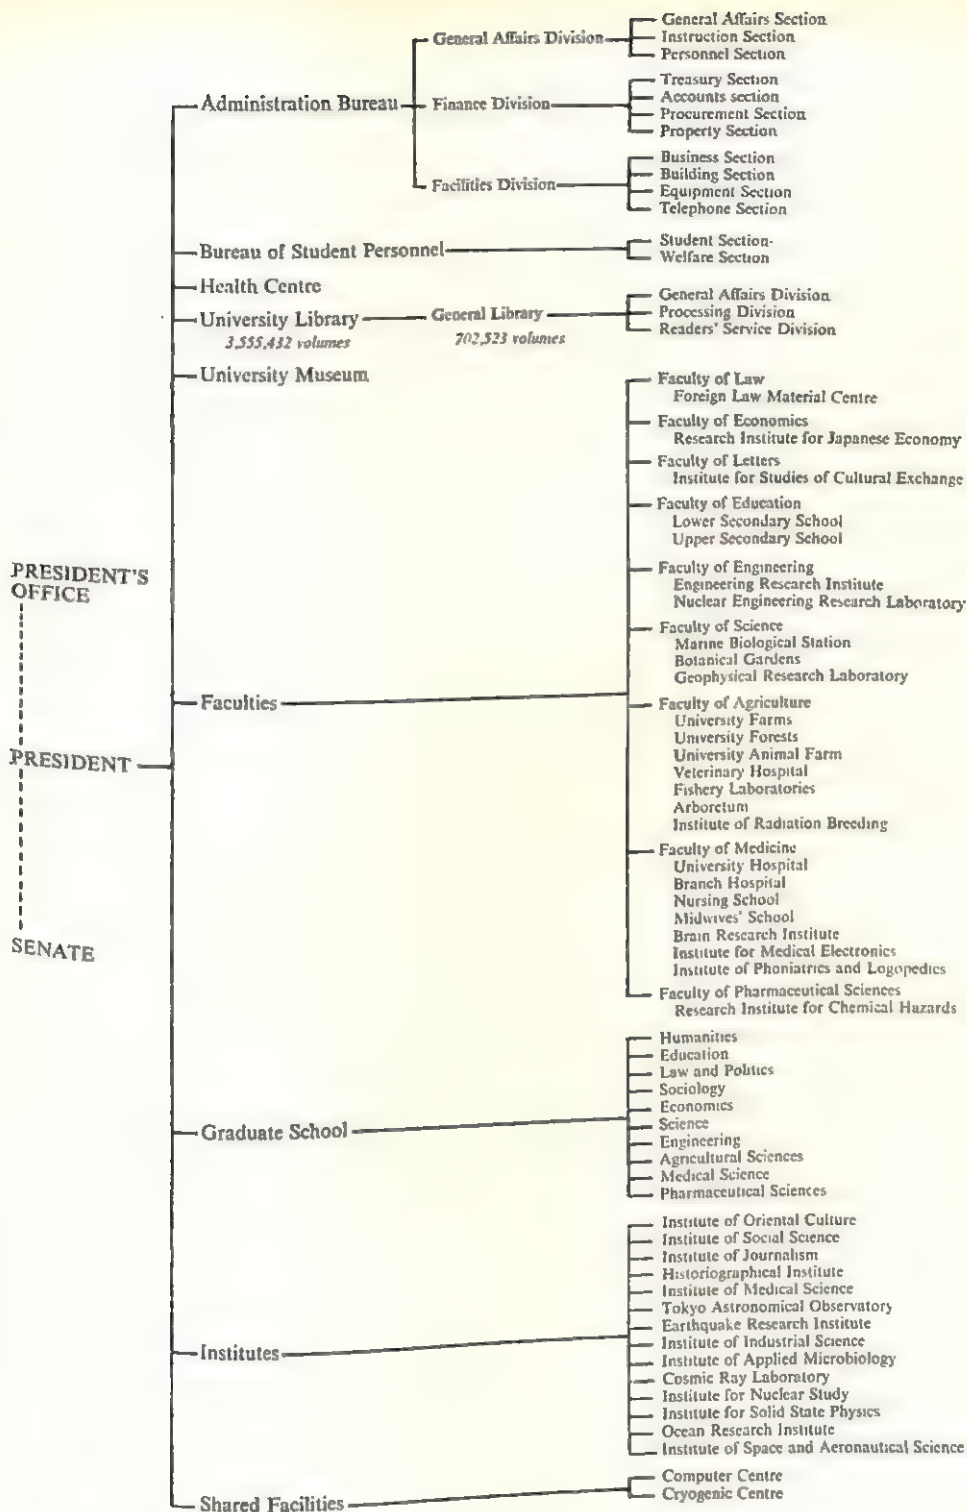 PRESIDENT'S
OFFICE
PRESIDENT
SENATE
Administration Bureau
General Affairs Division
General Affairs Section
Instruction Section
Personnel Section
Finance Division
Treasury Section
Accounts section
Procurement Section
Property Section
Facilities Division
Business Section
Building Section
Equipment Section
Telephone Section
Bureau of Student Personnel
Student Section
Welfare Section
Health Centre
University Library
3,555,432 volumes
General Library
702,523 volumes
General Affairs Division
Processing Division
Readers' Service Division
University Museum
Faculties
Faculty of Law
Foreign Law Material Centre
Faculty of Economics
Research Institute for Japanese Economy
Faculty of Letters
Institute for Studies of Cultural Exchange
Faculty of Education
Lower Secondary School
Upper Secondary School
Faculty of Engineering
Engineering Research Institute
Nuclear Engineering Research Laboratory
Faculty of Science
Marine Biological Station
Botanical Gardens
Geophysical Research Laboratory
Faculty of Agriculture
University Farms
University Forests
University Animal Farm
Veterinary Hospital
Fishery Laboratories
Arboretum
Institute of Radiation Breeding
Faculty of Medicine
University Hospital
Branch Hospital
Nursing School
Midwives' School
Brain Research Institute
Institute for Medical Electronics
Institute of Phoniatrics and Logopedics
Faculty of Pharmaceutical Sciences
Research Institute for Chemical Hazards
Graduate School
Humanities
Education
Law and Politics
Sociology
Economics
Science
Engineering
Agricultural Sciences
Medical Science
Pharmaceutical Sciences
Institutes
Institute of Oriental Culture
Institute of Social Science
Institute of Journalism
Historiographical Institute
Institute of Medical Science
Tokyo Astronomical Observatory
Earthquake Research Institute
Institute of Industrial Science
Institute of Applied Microbiology
Cosmic Ray Laboratory
Institute for Nuclear Study
Institute for Solid State Physics
Ocean Research Institute
Institute of Space and Aeronautical Science
Shared Facilities
Computer Centre
Cryogenic Centre